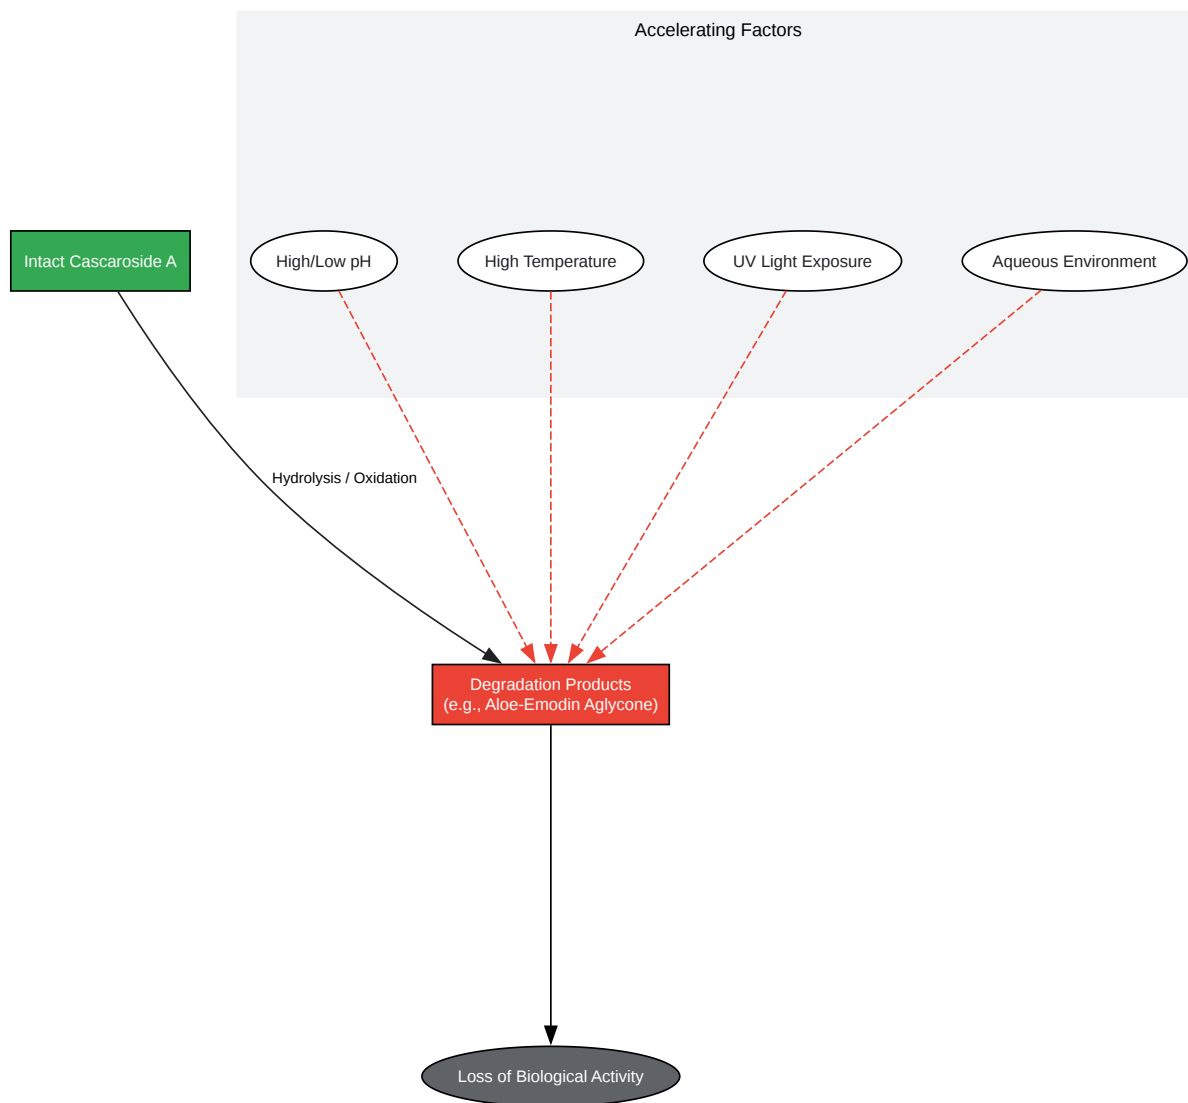 Accelerating Factors
Intact Cascaroside A
High/Low pH
High Temperature
UV Light Exposure
Aqueous Environment
Hydrolysis / Oxidation
Degradation Products
(e.g., Aloe-Emodin Aglycone)
Loss of Biological Activity